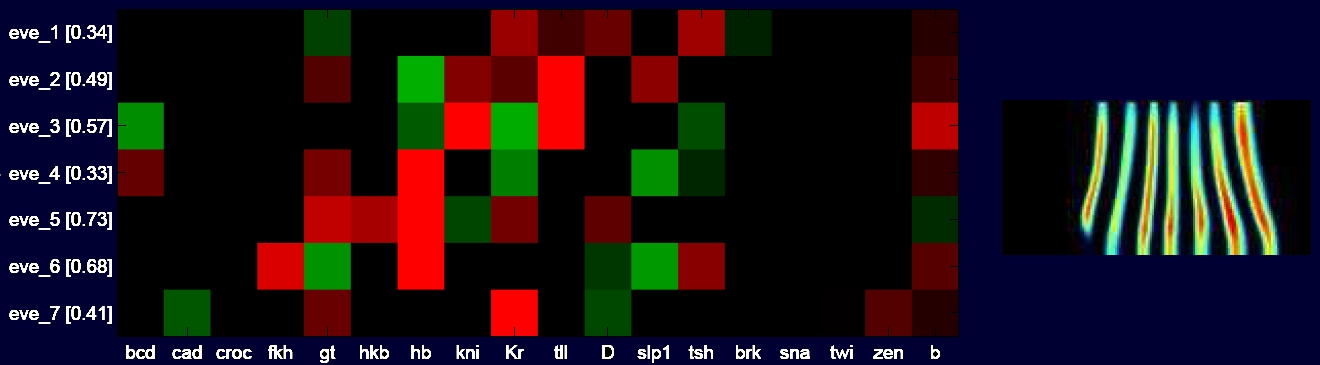 eve_1 [0.34]
eve_2 [0.49]
eve_3 [0.57]
eve_4 [0.33]
eve_5 [0.73]
eve_6 [0.68]
eve_7 [0.41]
bcd cad croc fkh gt hkb hb kni Kr tll D slp1 tsh brk sna twi zen b